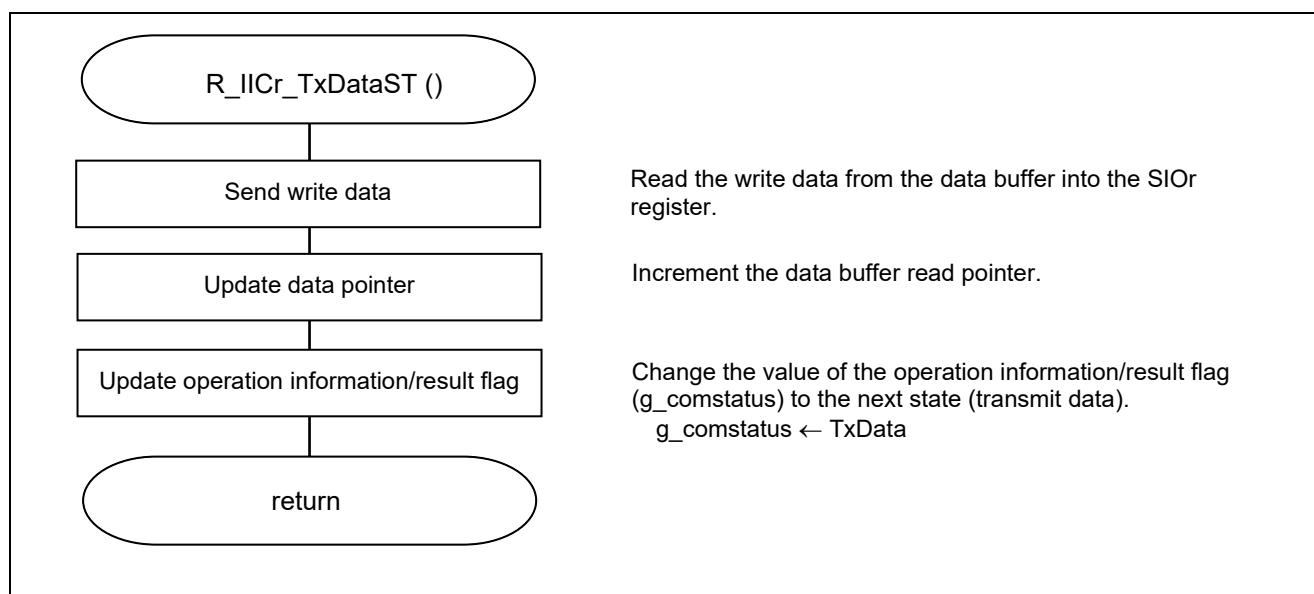 R_IICr_TxDataST ()
Send write data
Read the write data from the data buffer into the SIOr
register.
Update data pointer
Increment the data buffer read pointer.
Update operation information/result flag
Change the value of the operation information/result flag
(g_comstatus) to the next state (transmit data).
g_comstatus ← TxData
return